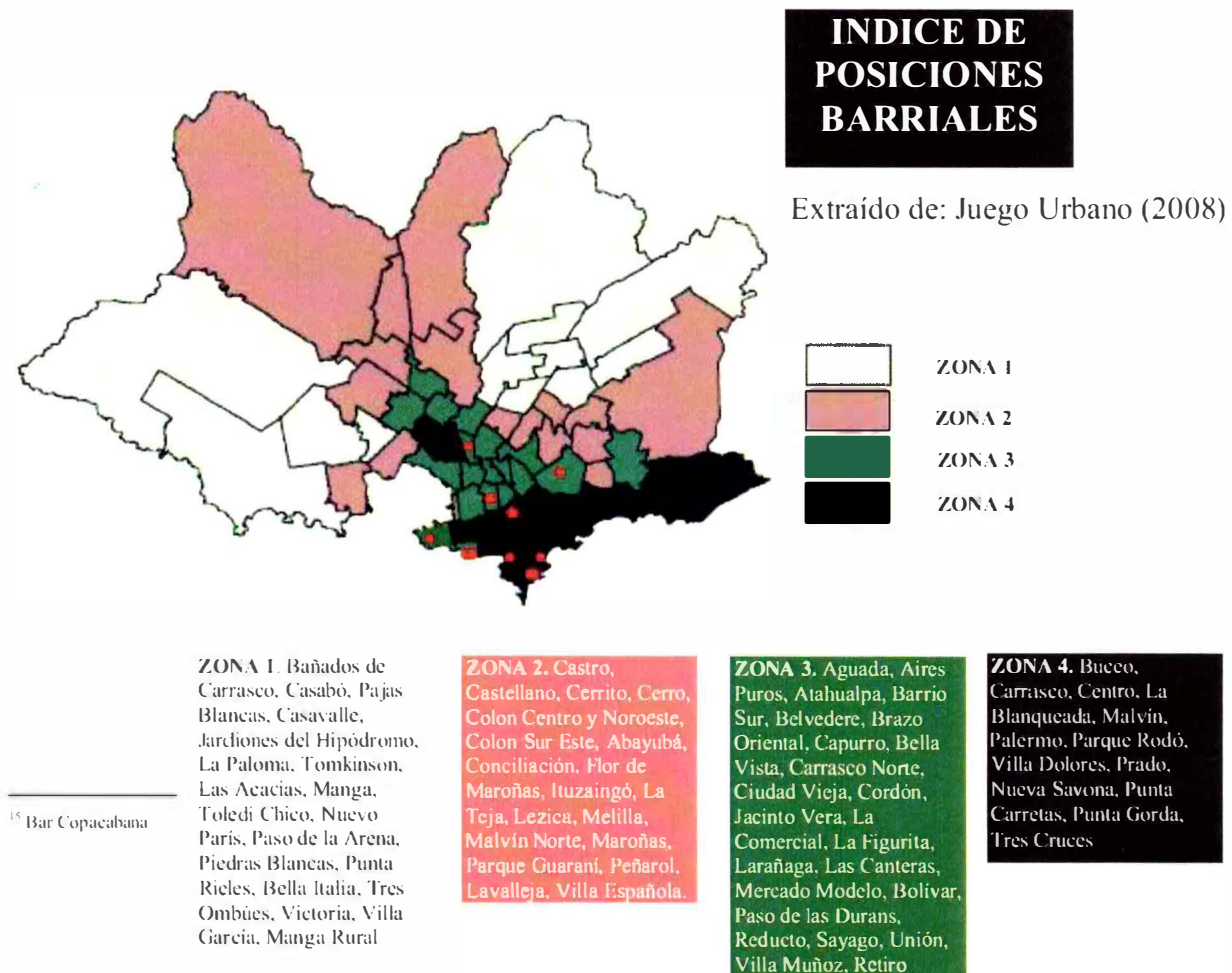 INDICE DE
POSICIONES
BARRIALES
Extraído de: Juego Urbano (2008)
ZONA 1
ZONA 2
ZONA 3
ZONA 4
ZONA 1. Bañados de
Carrasco, Casabó, Pajas
Blancas, Casavalle,
Jardiones del Hipódromo,
La Paloma, Tomkinson,
Las Acacias, Manga,
Toledi Chico, Nuevo
París, Paso de la Arena,
Piedras Blancas, Punta
Rieles, Bella Italia, Tres
Ombúes, Victoria, Villa
García, Manga Rural
ZONA 2. Castro,
Castellano, Cerrito, Cerro,
Colon Centro y Noroeste,
Colon Sur Este, Abayubá,
Conciliación, Flor de
Maroñas, Ituzaingó, La
Teja, Lezica, Melilla,
Malvín Norte, Maroñas,
Parque Guaraní, Peñarol,
Lavalleja, Villa Española.
ZONA 3. Aguada, Aires
Puros, Atahualpa, Barrio
Sur, Belvedere, Brazo
Oriental, Capurro, Bella
Vista, Carrasco Norte,
Ciudad Vieja, Cordón,
Jacinto Vera, La
Comercial, La Figurita,
Larañaga, Las Canteras,
Mercado Modelo, Bolivar,
Paso de las Durans,
Reducto, Sayago, Unión,
Villa Muñoz, Retiro
ZONA 4. Buceo,
Carrasco, Centro, La
Blanqueada, Malvín,
Palermo, Parque Rodó,
Villa Dolores, Prado,
Nueva Savona, Punta
Carretas, Punta Gorda,
Tres Cruces
15 Bar Copacabana